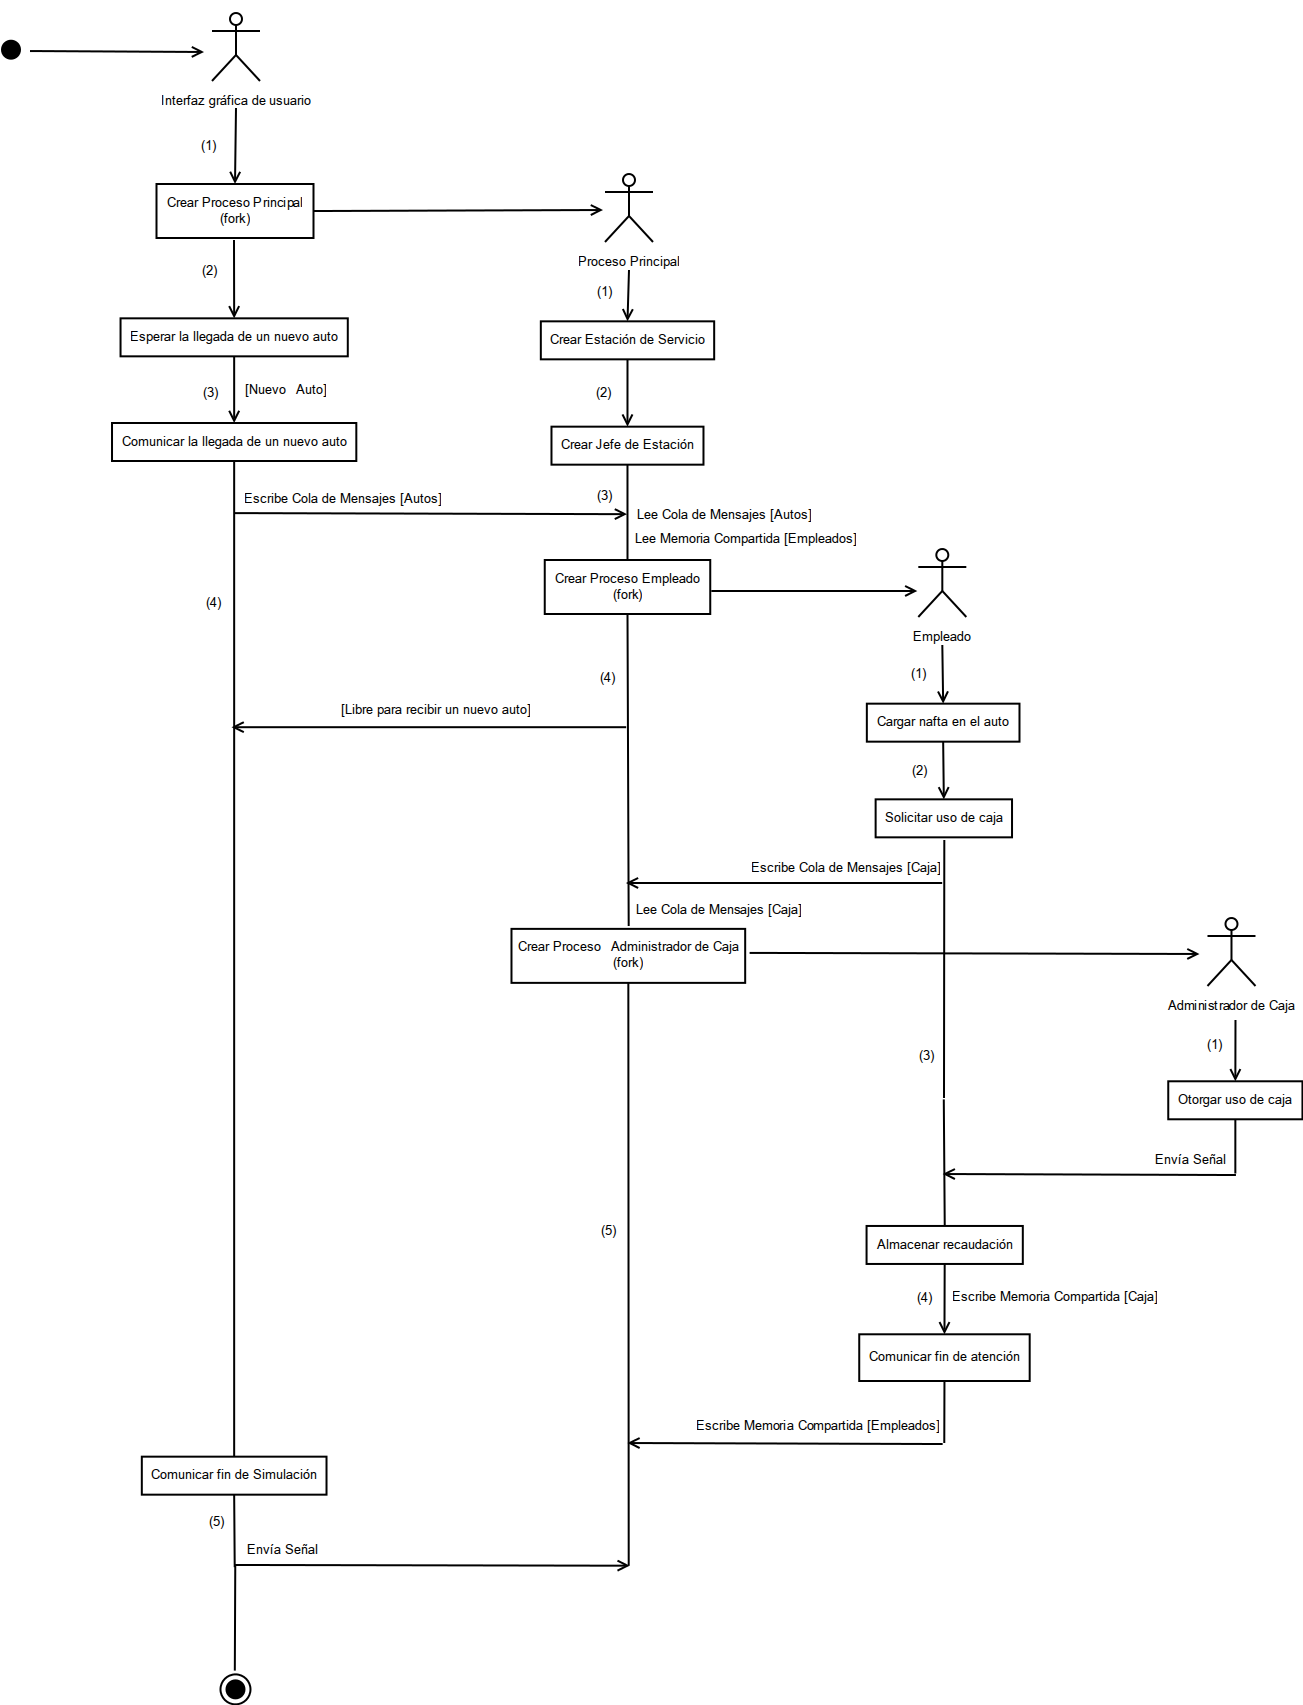 Interfaz gráfica de usuario
(1)
Crear Proceso Principal
(fork)
Proceso Principal
(2)
(1)
Esperar la llegada de un nuevo auto
Crear Estación de Servicio
(3)
[Nuevo Auto]
(2)
Comunicar la llegada de un nuevo auto
Crear Jefe de Estación
Escribe Cola de Mensajes [Autos]
(3)
Lee Cola de Mensajes [Autos]
Lee Memoria Compartida [Empleados]
Crear Proceso Empleado
(fork)
(4)
Empleado
(4)
(1)
[Libre para recibir un nuevo auto]
Cargar nafta en el auto
(2)
Solicitar uso de caja
Escribe Cola de Mensajes [Caja]
Lee Cola de Mensajes [Caja]
Crear Proceso Administrador de Caja
(fork)
Administrador de Caja
(3)
(1)
Otorgar uso de caja
Envía Señal
(5)
Almacenar recaudación
(4)
Escribe Memoria Compartida [Caja]
Comunicar fin de atención
Escribe Memoria Compartida [Empleados]
Comunicar fin de Simulación
(5)
Envía Señal